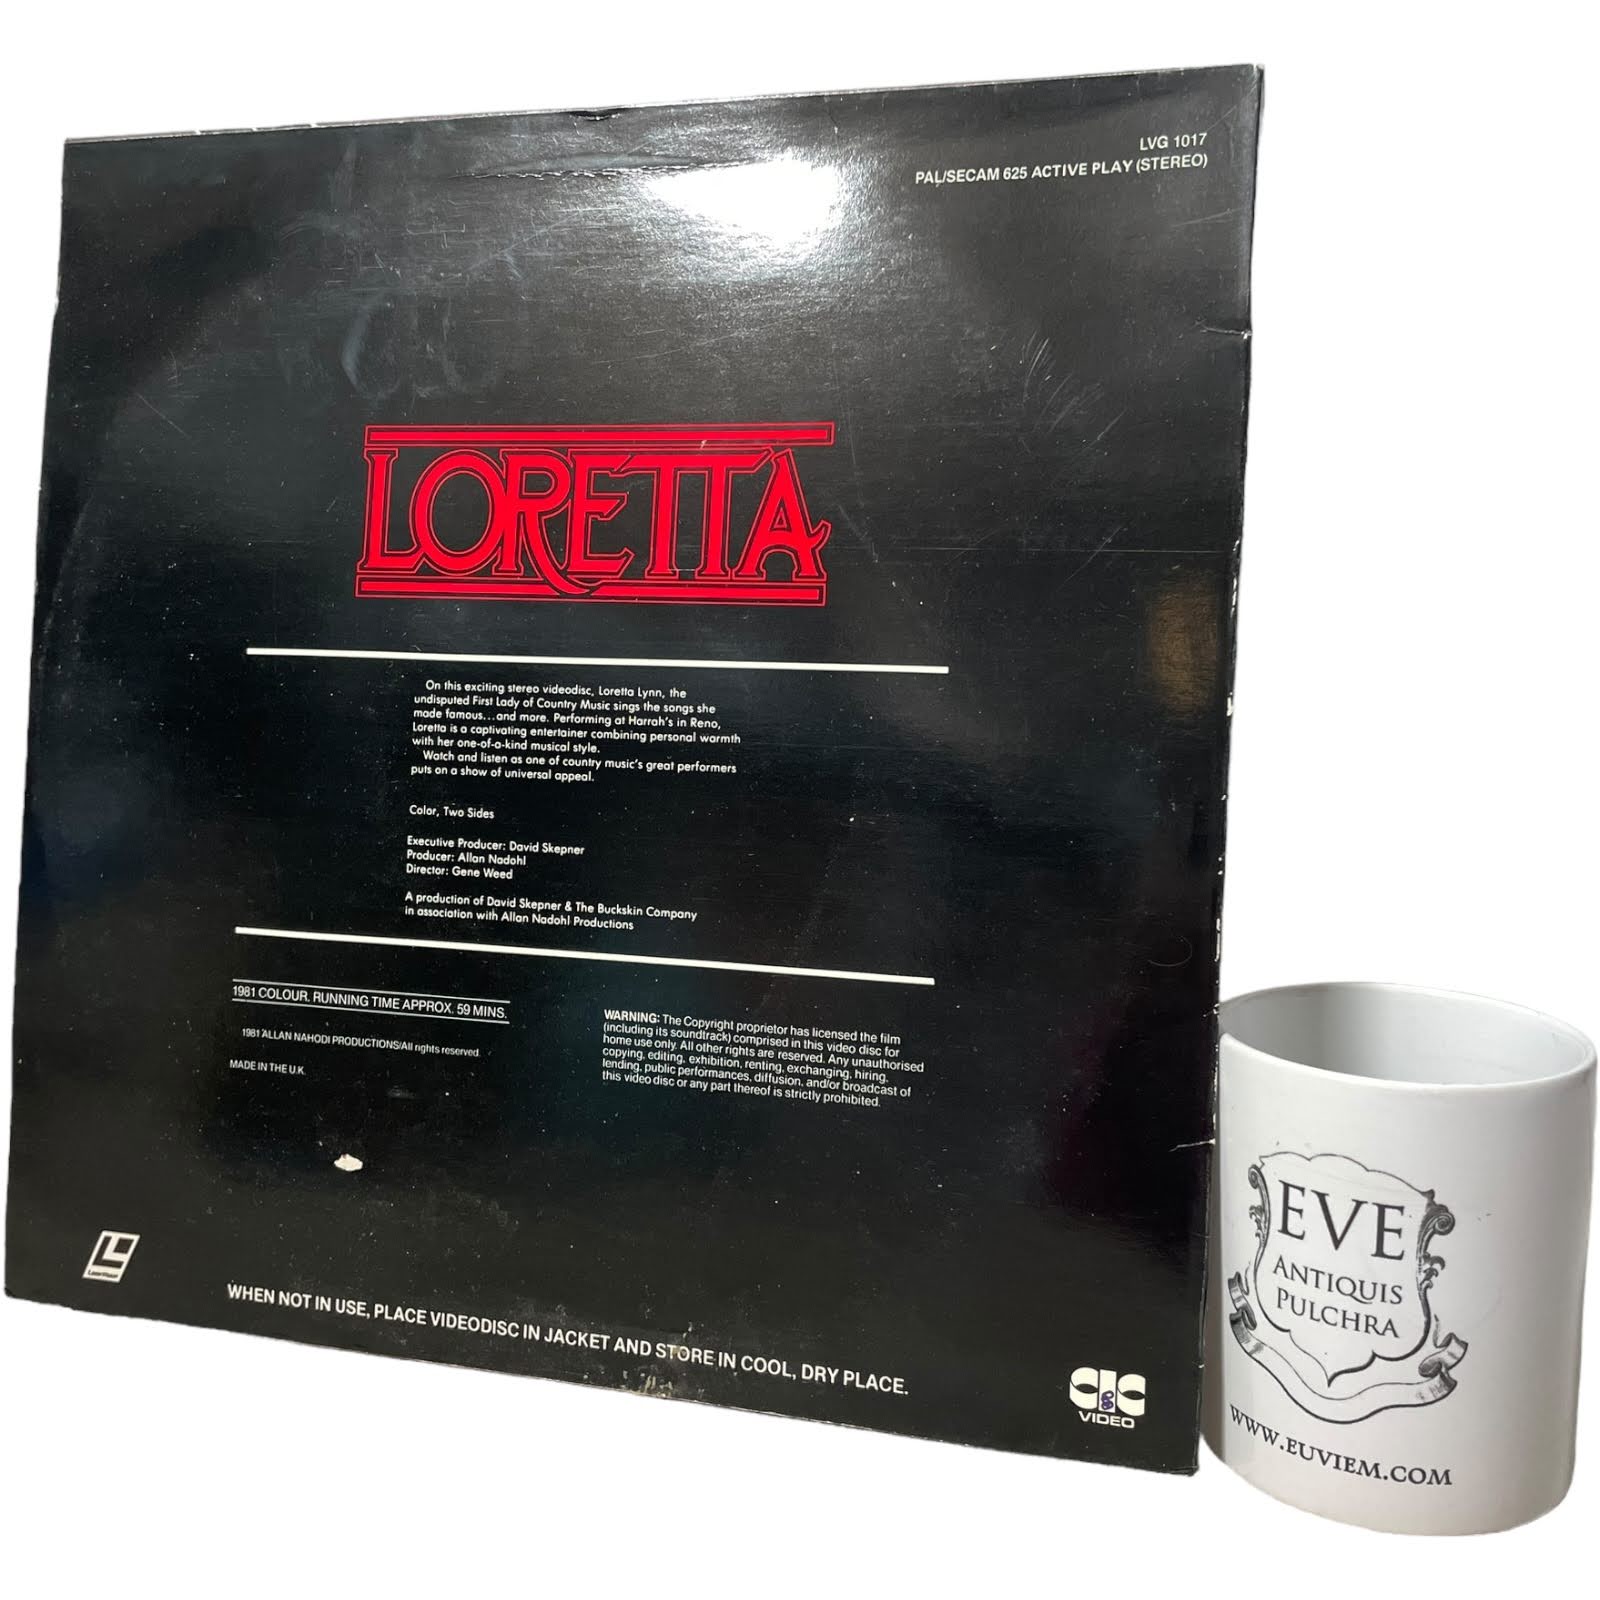 LVG 1017
PAL/SECAM 625 ACTIVE PLAY (STEREO)
LORETTA
On this exciting stereo videodisc, Loretta Lynn, the
undisputed First Lady of Country Music sings the songs she
made famous...and more. Performing at Harrah's in Reno,
Loretta is a captivating entertainer combining personal warmth
with her one-of-a-kind musical style.
Watch and listen as one of country music's great performers
puts on a show of universal appeal.
Color, Two Sides
Executive Producer: David Skepner
Producer: Allan Nadohl
Director: Gene Weed
A production of David Skepner & The Buckskin Company
in association with Allan Nadohl Productions
1981 COLOUR. RUNNING TIME APPROX. 59 MINS.
1981 ALLAN NAHODI PRODUCTIONS/All rights reserved.
MADE IN THE U.K.
WARNING: The Copyright proprietor has licensed the film
(including its soundtrack) comprised in this video disc for
home use only. All other rights are reserved. Any unauthorised
copying, editing, exhibition, renting, exchanging, hiring,
lending, public performances, diffusion, and/or broadcast of
this video disc or any part thereof is strictly prohibited.
LaserVision
WHEN NOT IN USE, PLACE VIDEODISC IN JACKET AND STORE IN COOL, DRY PLACE.
CIC
VIDEO
EVE
ANTIQUIS
PULCHRA
WWW.EUVIEM.COM